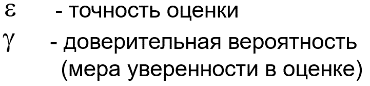 ε - точность оценки
γ - доверительная вероятность
(мера уверенности в оценке)